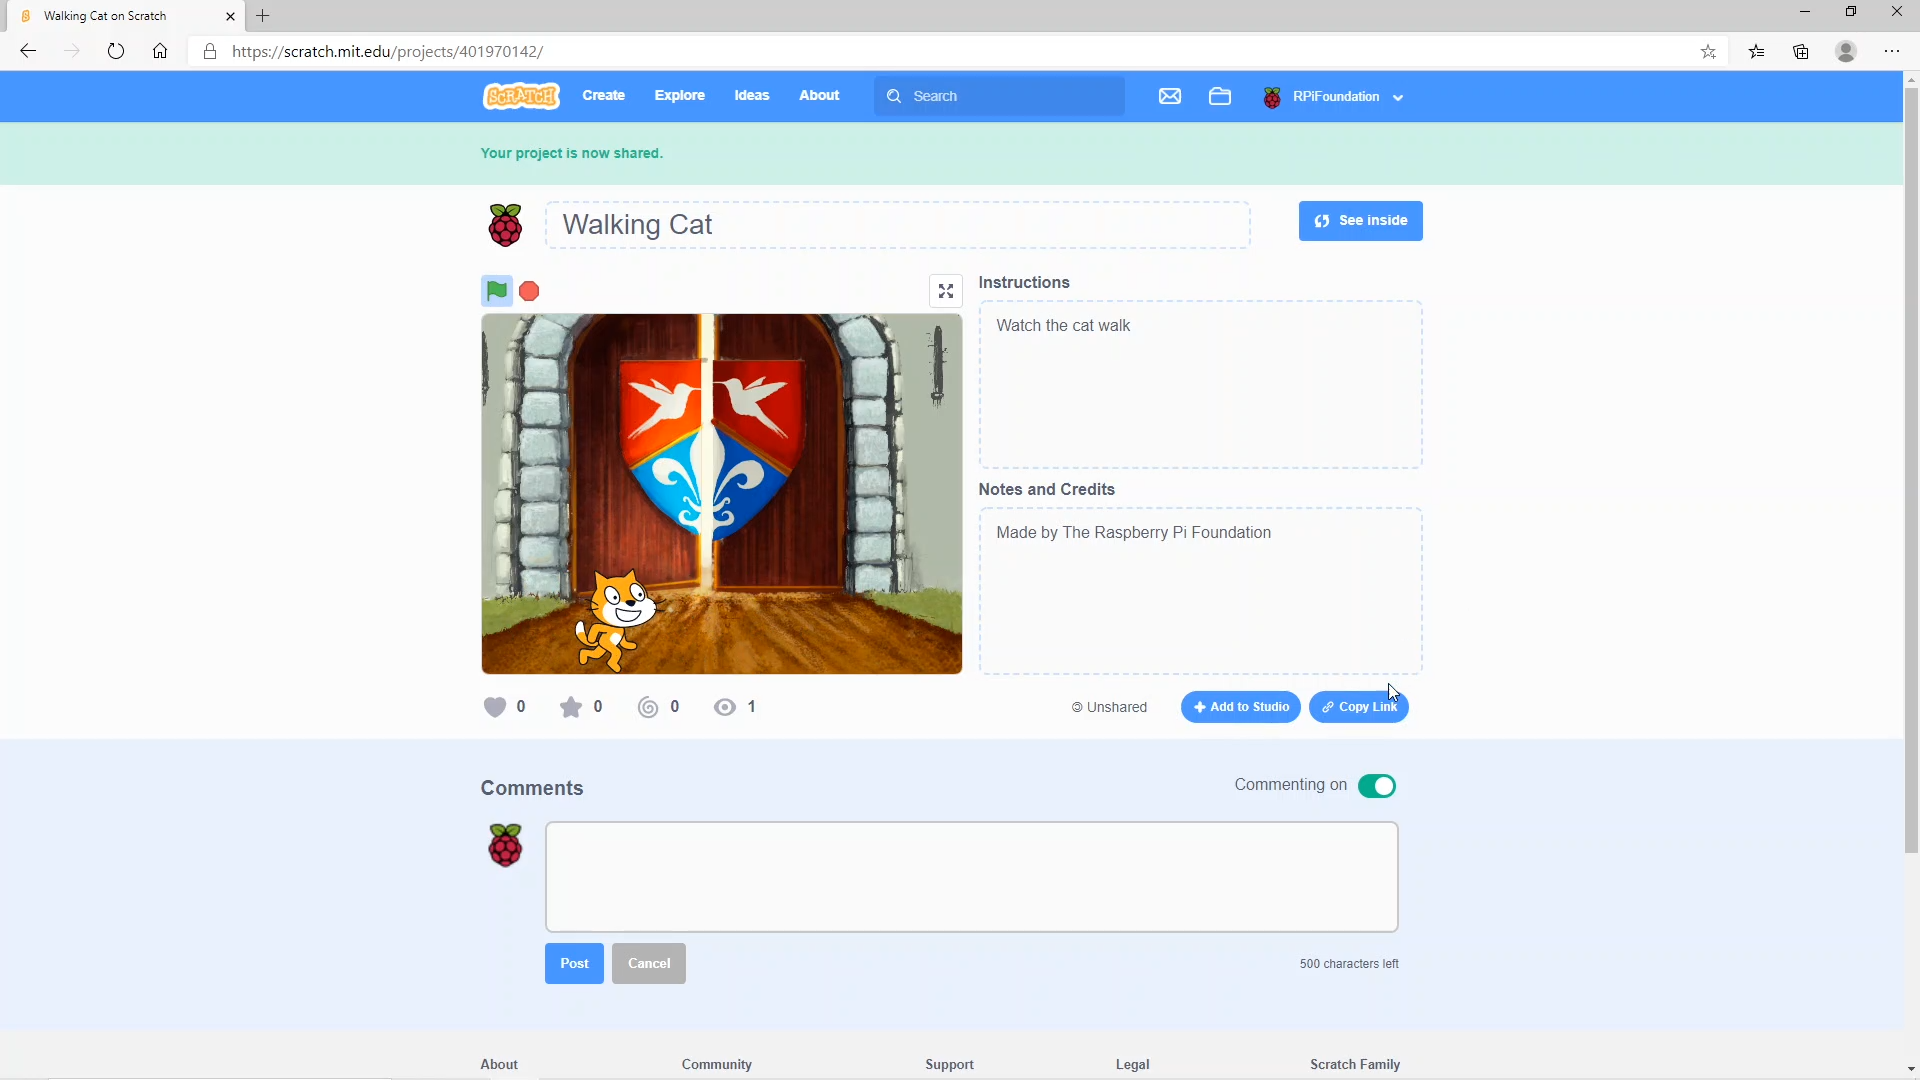 Walking Cat on Scratch
https://scratch.mit.edu/projects/401970142/
SCRATCH Create Explore Ideas About Search RPiFoundation
Your project is now shared.
Walking Cat
See inside
Instructions
Watch the cat walk
Notes and Credits
Made by The Raspberry Pi Foundation
0 0 0 1
Unshared
Add to Studio
Copy Link
Comments
Commenting on
Post
Cancel
500 characters left
About Community Support Legal Scratch Family